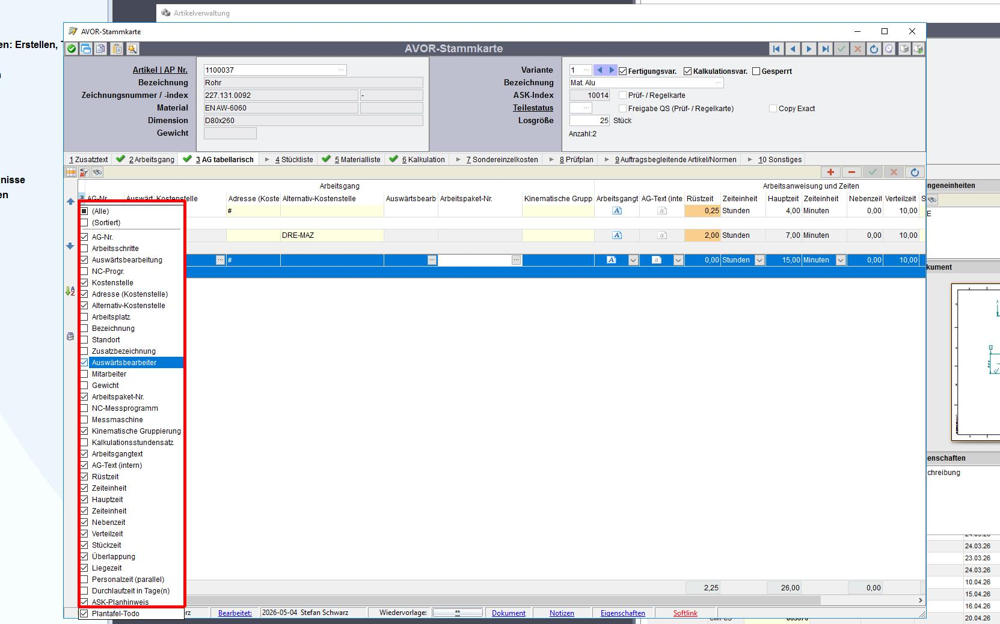 Artikelverwaltung
AVOR-Stammkarte
en: Erstellen,
AVOR-Stammkarte
Artikel | AP Nr. 1100037 Variante 1 Fertigungsvar. Kalkulationsvar. Gesperrt
Bezeichnung Rohr Bezeichnung Mat. Alu
Zeichnungsnummer / -index 227.131.0092 - ASK-Index 10014 Prüf- / Regelkarte
Material EN AW-6060 Teilestatus Freigabe QS (Prüf- / Regelkarte) Copy Exact
Dimension D80x260 Losgröße 25 Stück
Gewicht Anzahl:2
1 Zusatztext 2 Arbeitsgang 3 AG tabellarisch 4 Stückliste 5 Materialliste 6 Kalkulation 7 Sondereinzelkosten 8 Prüfplan 9 Auftragsbegleitende Artikel/Normen 10 Sonstiges
nisse
en
Arbeitsgang Arbeitsanweisung und Zeiten ngeneinheiten
AG-Nr. Auswärt Kostenstelle Adresse (Koste Alternativ-Kostenstelle Auswärtsbearb Arbeitspaket-Nr. Kinematische Gruppi Arbeitsgangt AG-Text (inte Rüstzeit Zeiteinheit Hauptzeit Zeiteinheit Nebenzeit Verteilzeit S
# 0,25 Stunden 4,00 Minuten 0,00 10,00 E
DRE-MAZ 2,00 Stunden 7,00 Minuten 0,00 10,00
# 0,00 Stunden 15,00 Minuten 0,00 10,00
kument
(Alle)
(Sortiert)
AG-Nr.
Arbeitsschritte
Auswärtsbearbeitung
NC-Progr.
Kostenstelle
Adresse (Kostenstelle)
Alternativ-Kostenstelle
Arbeitsplatz
Bezeichnung
Standort
Zusatzbezeichnung
Auswärtsbearbeiter
Mitarbeiter
Gewicht
Arbeitspaket-Nr.
NC-Messprogramm
Messmaschine
Kinematische Gruppierung
Kalkulationsstundensatz
Arbeitsgangtext
AG-Text (intern)
Rüstzeit
Zeiteinheit
Hauptzeit
Zeiteinheit
Nebenzeit
Verteilzeit
Stückzeit
Überlappung
Liegezeit
Personalzeit (parallel)
Durchlaufzeit in Tage(n)
ASK-Planhinweis
Plantafel-Todo
enschaften
chreibung
24.03.26
23.03.26
24.03.26
10.04.26
15.04.26
16.04.26
20.04.26
2,25 26,00 0,00
rz Bearbeitet: 2026-05-04 Stefan Schwarz Wiedervorlage: ** Dokument Notizen Eigenschaften Softlink